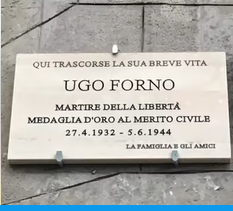 QUI TRASCORSE LA SUA BREVE VITA
UGO FORNO
MARTIRE DELLA LIBERTÁ
MEDAGLIA D'ORO AL MERITO CIVILE
27.4.1932 - 5.6.1944
LA FAMIGLIA E GLI AMICI